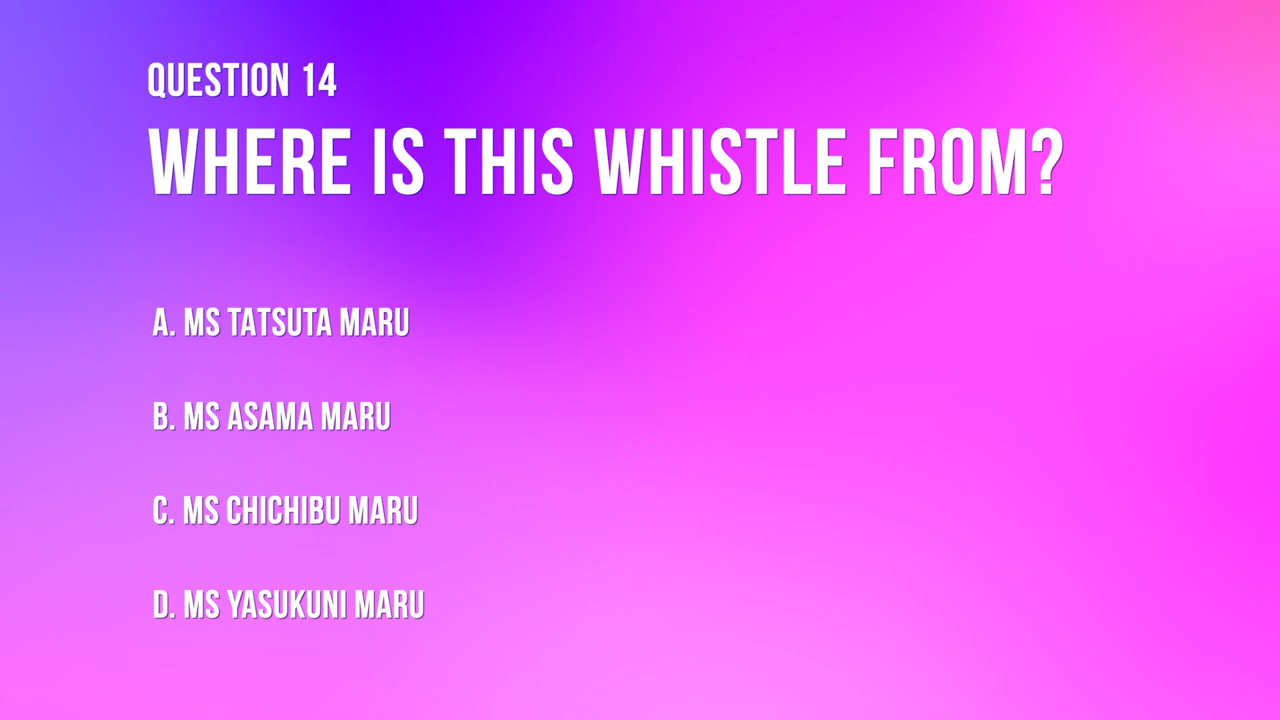 QUESTION 14
WHERE IS THIS WHISTLE FROM?
A. MS TATSUTA MARU
B. MS ASAMA MARU
C. MS CHICHIBU MARU
D. MS YASUKUNI MARU